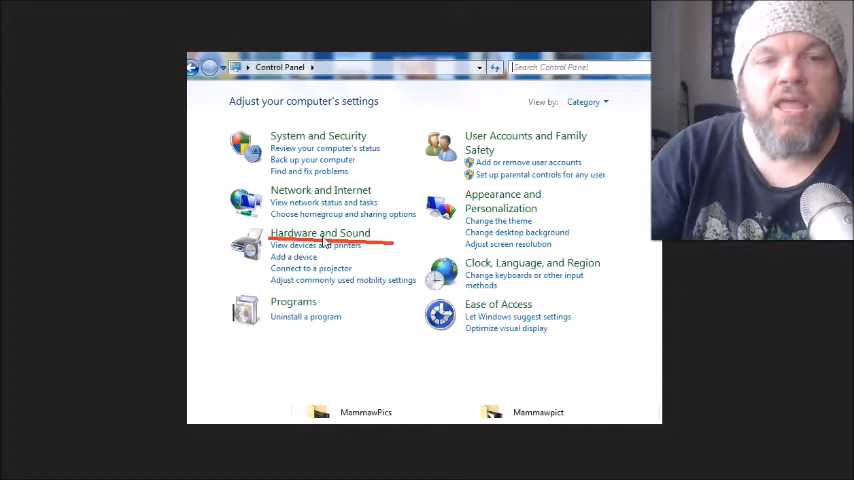 Control Panel
Search Control Panel
Adjust your computer's settings
View by: Category
System and Security
Review your computer's status
Back up your computer
Find and fix problems
Network and Internet
View network status and tasks
Choose homegroup and sharing options
Hardware and Sound
View devices and printers
Add a device
Connect to a projector
Adjust commonly used mobility settings
Programs
Uninstall a program
User Accounts and Family
Safety
Add or remove user accounts
Set up parental controls for any user
Appearance and
Personalization
Change the theme
Change desktop background
Adjust screen resolution
Clock, Language, and Region
Change keyboards or other input
methods
Ease of Access
Let Windows suggest settings
Optimize visual display
MammawPics
Mammawpict